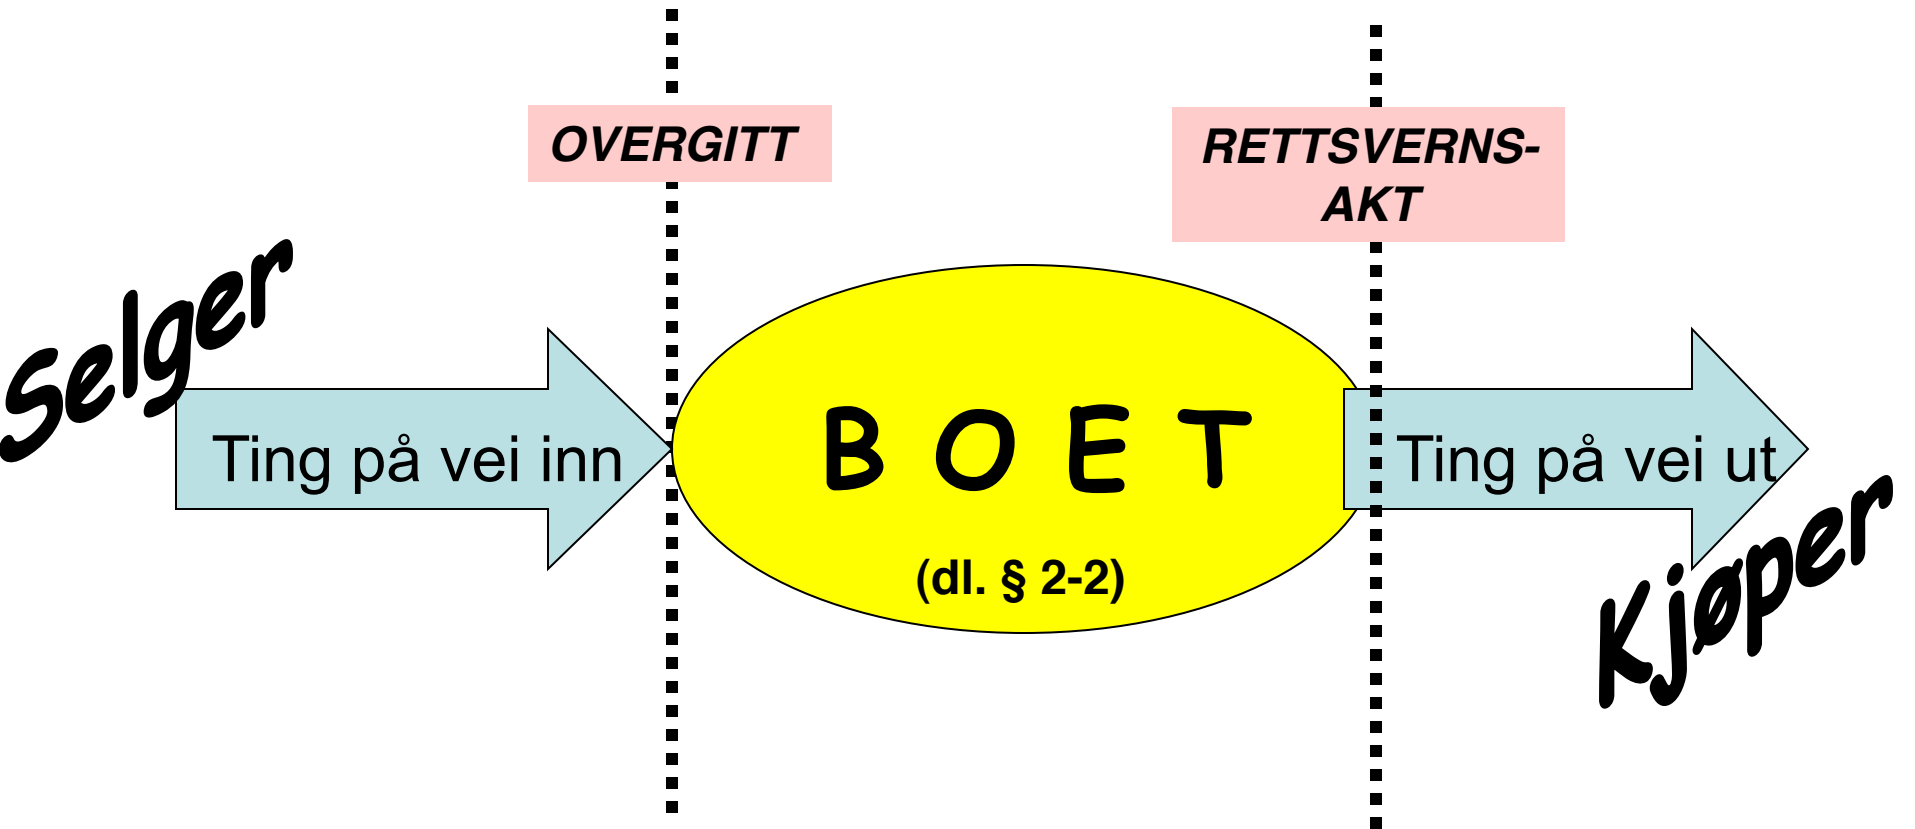 OVERGITT
RETTSVERNS-
AKT
Selger
Ting på vei inn
B O E T
(dl. § 2-2)
Ting på vei ut
Kjøper